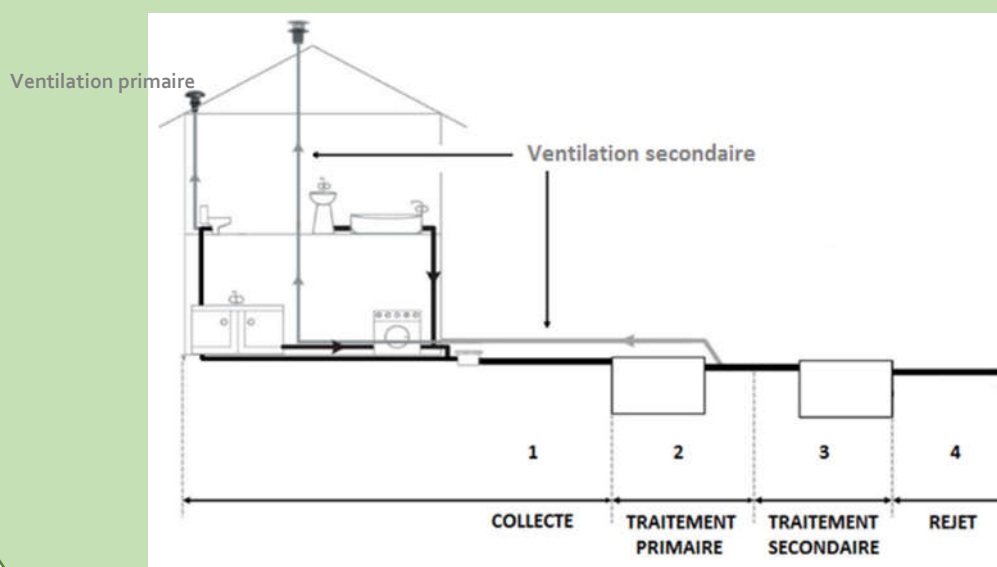 Ventilation primaire
Ventilation secondaire
1
2
3
4
COLLECTE
TRAITEMENT
PRIMAIRE
TRAITEMENT
SECONDAIRE
REJET